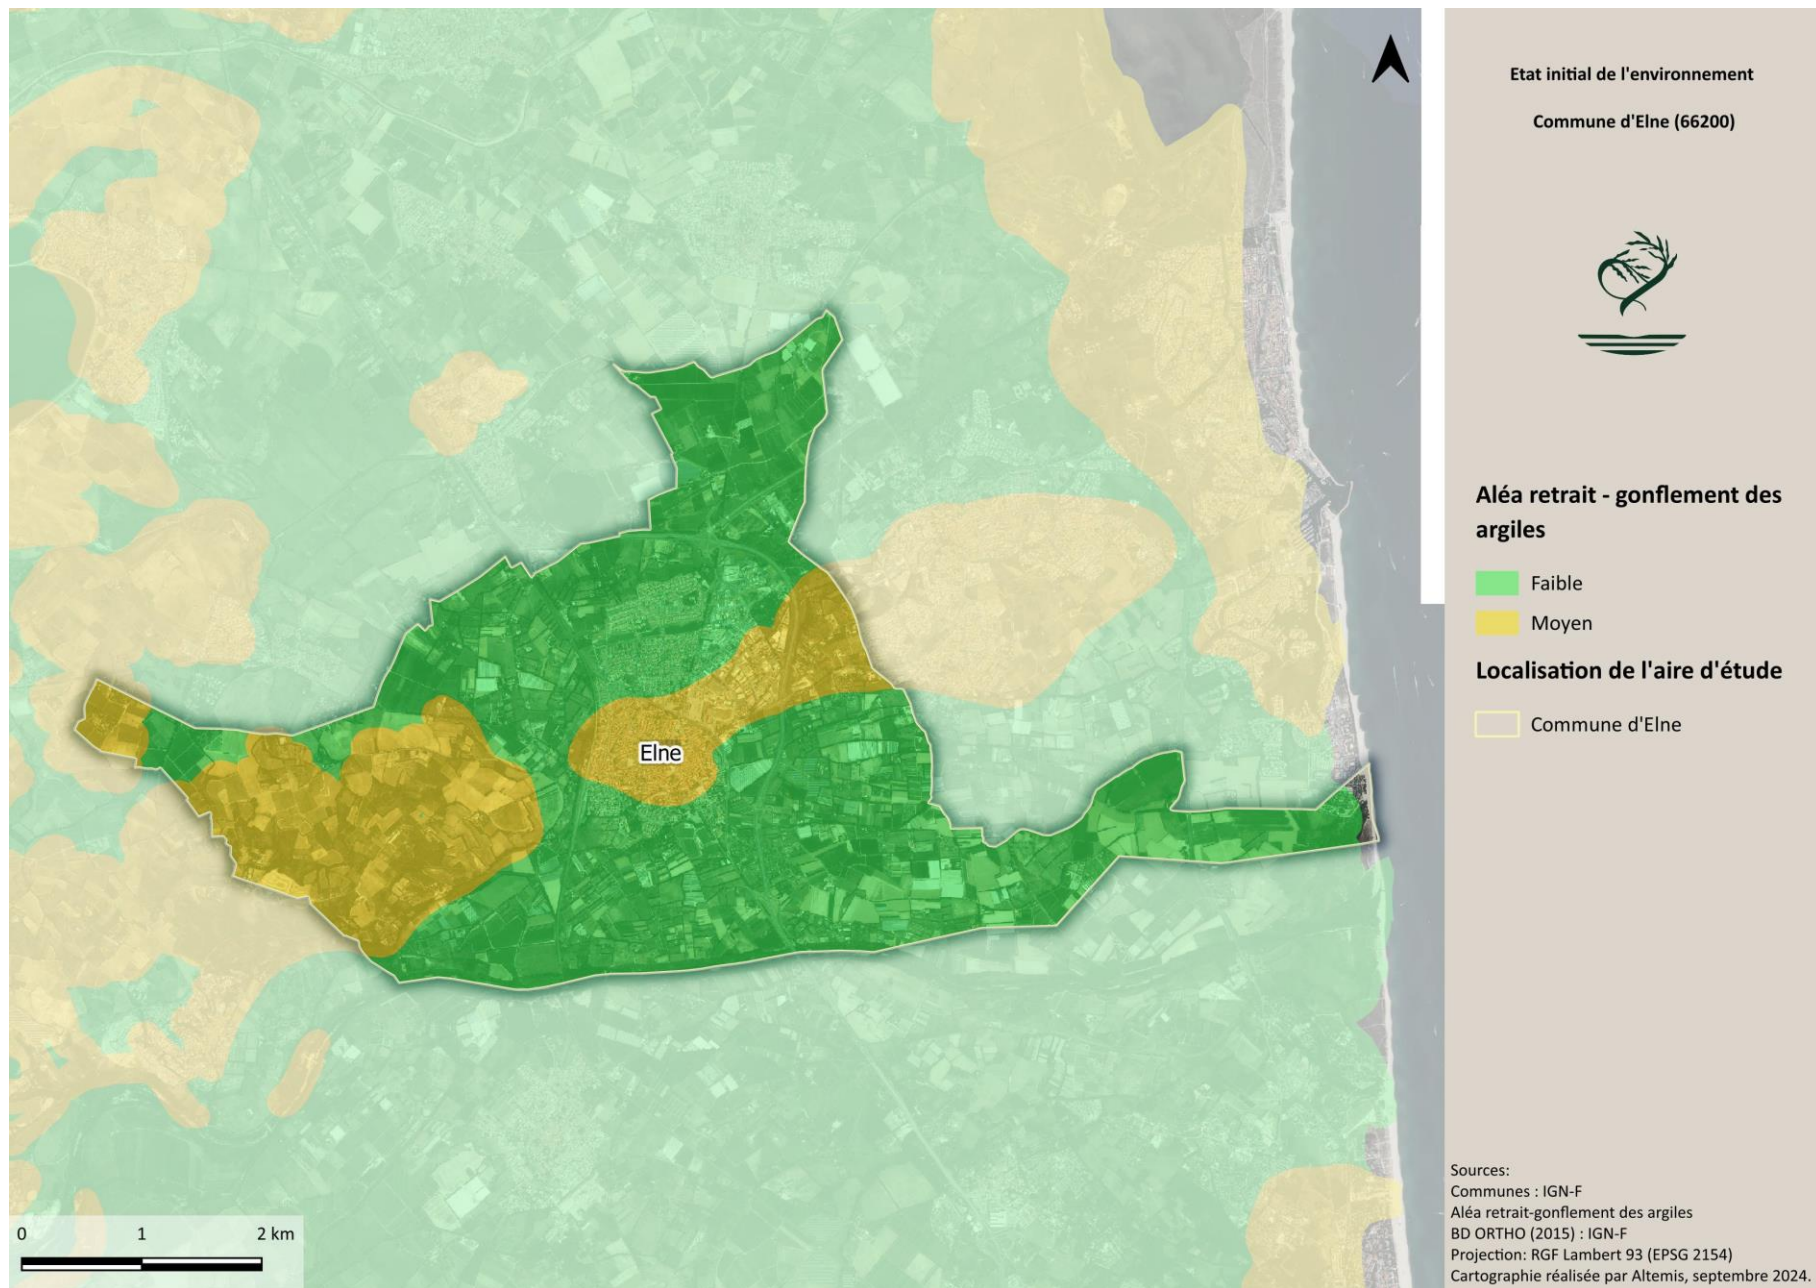 Etat initial de l'environnement
Commune d'Elne (66200)
Aléa retrait - gonflement des
argiles
Faible
Moyen
Localisation de l'aire d'étude
Commune d'Elne
Elne
0 1 2 km
Sources:
Communes : IGN-F
Aléa retrait-gonflement des argiles
BD ORTHO (2015) : IGN-F
Projection: RGF Lambert 93 (EPSG 2154)
Cartographie réalisée par Altemis, septembre 2024.